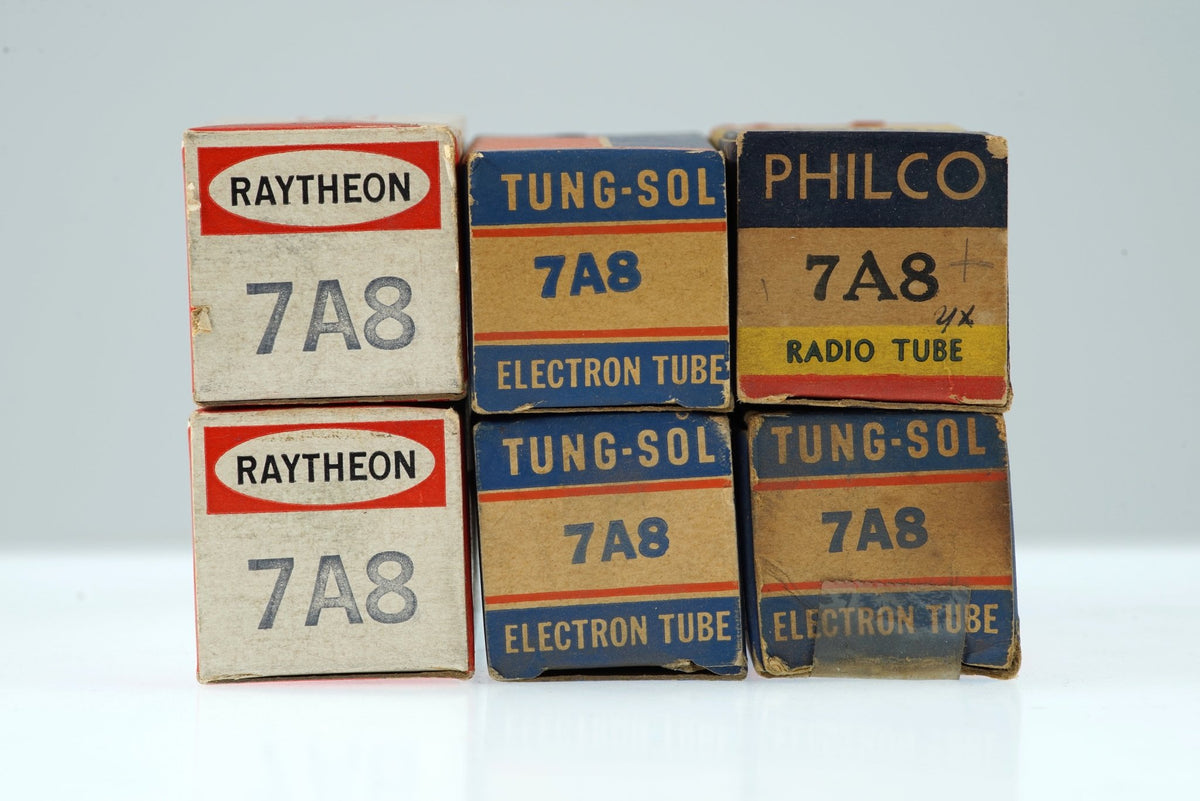 RAYTHEON
7A8
TUNG-SOL
7A8
ELECTRON TUBE
PHILCO
7A8
yx
RADIO TUBE
RAYTHEON
7A8
TUNG-SOL
7A8
ELECTRON TUBE
TUNG-SOL
7A8
ELECTRON TUBE